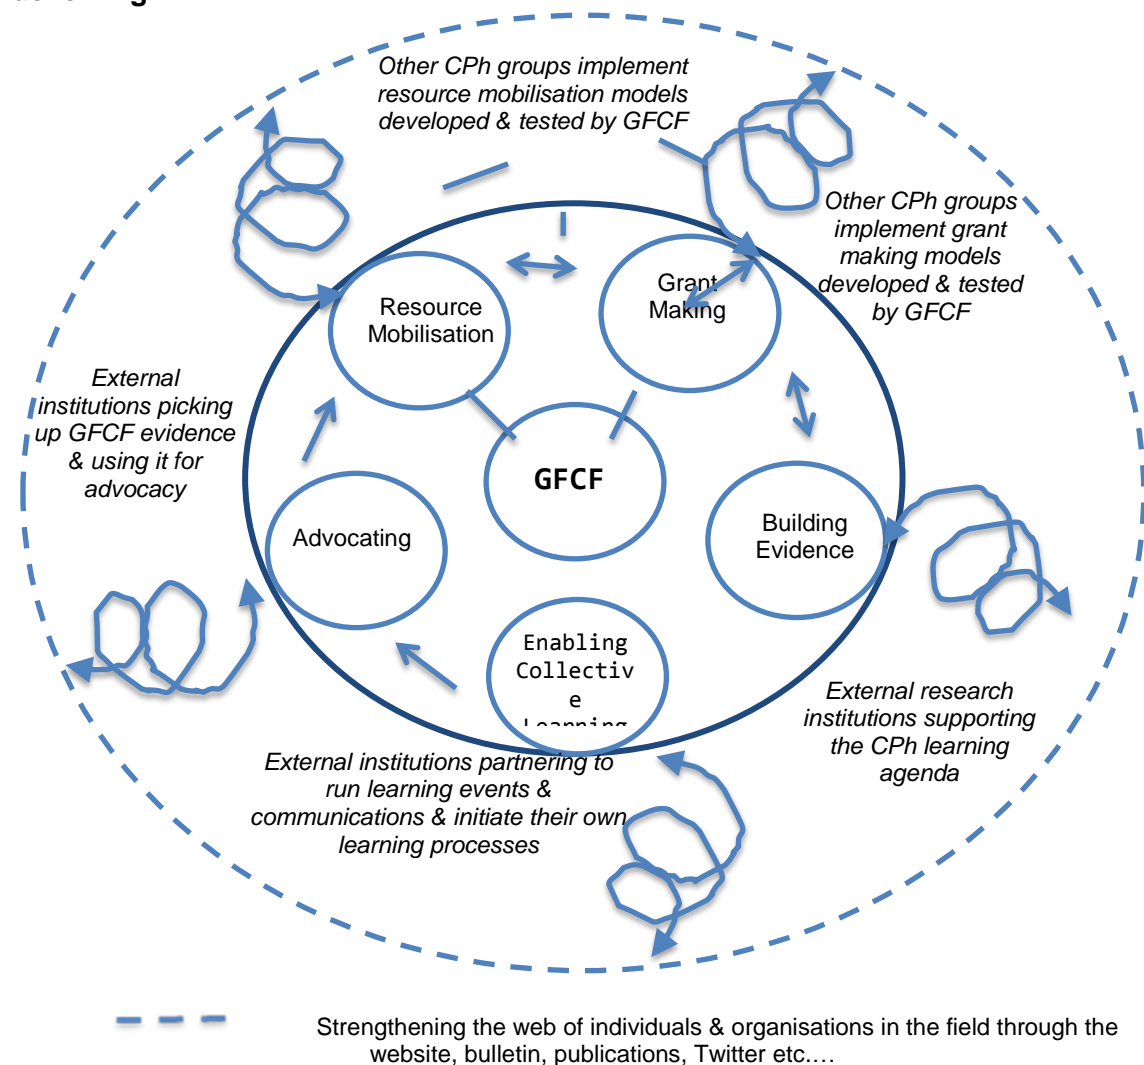 Other CPh groups implement
resource mobilisation models
developed & tested by GFCF
Other CPh groups
implement grant
making models
developed & tested
by GFCF
Grant
Making
Resource
Mobilisation
External
institutions picking
up GFCF evidence
& using it for
advocacy
GFCF
Advocating
Building
Evidence
Enabling
Collectiv
e
Learning
External research
institutions supporting
the CPh learning
agenda
External institutions partnering to
run learning events &
communications & initiate their own
learning processes
Strengthening the web of individuals & organisations in the field through the
website, bulletin, publications, Twitter etc.…